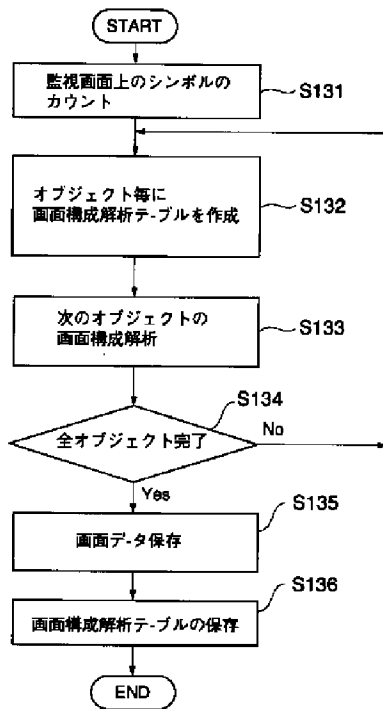 START
監視画面上のシンボルの
カウント
S131
オブジェクト毎に
画面構成解析テーブルを作成
S132
次のオブジェクトの
画面構成解析
S133
S134
全オブジェクト完了
No
Yes
S135
画面データ保存
S136
画面構成解析テーブルの保存
END